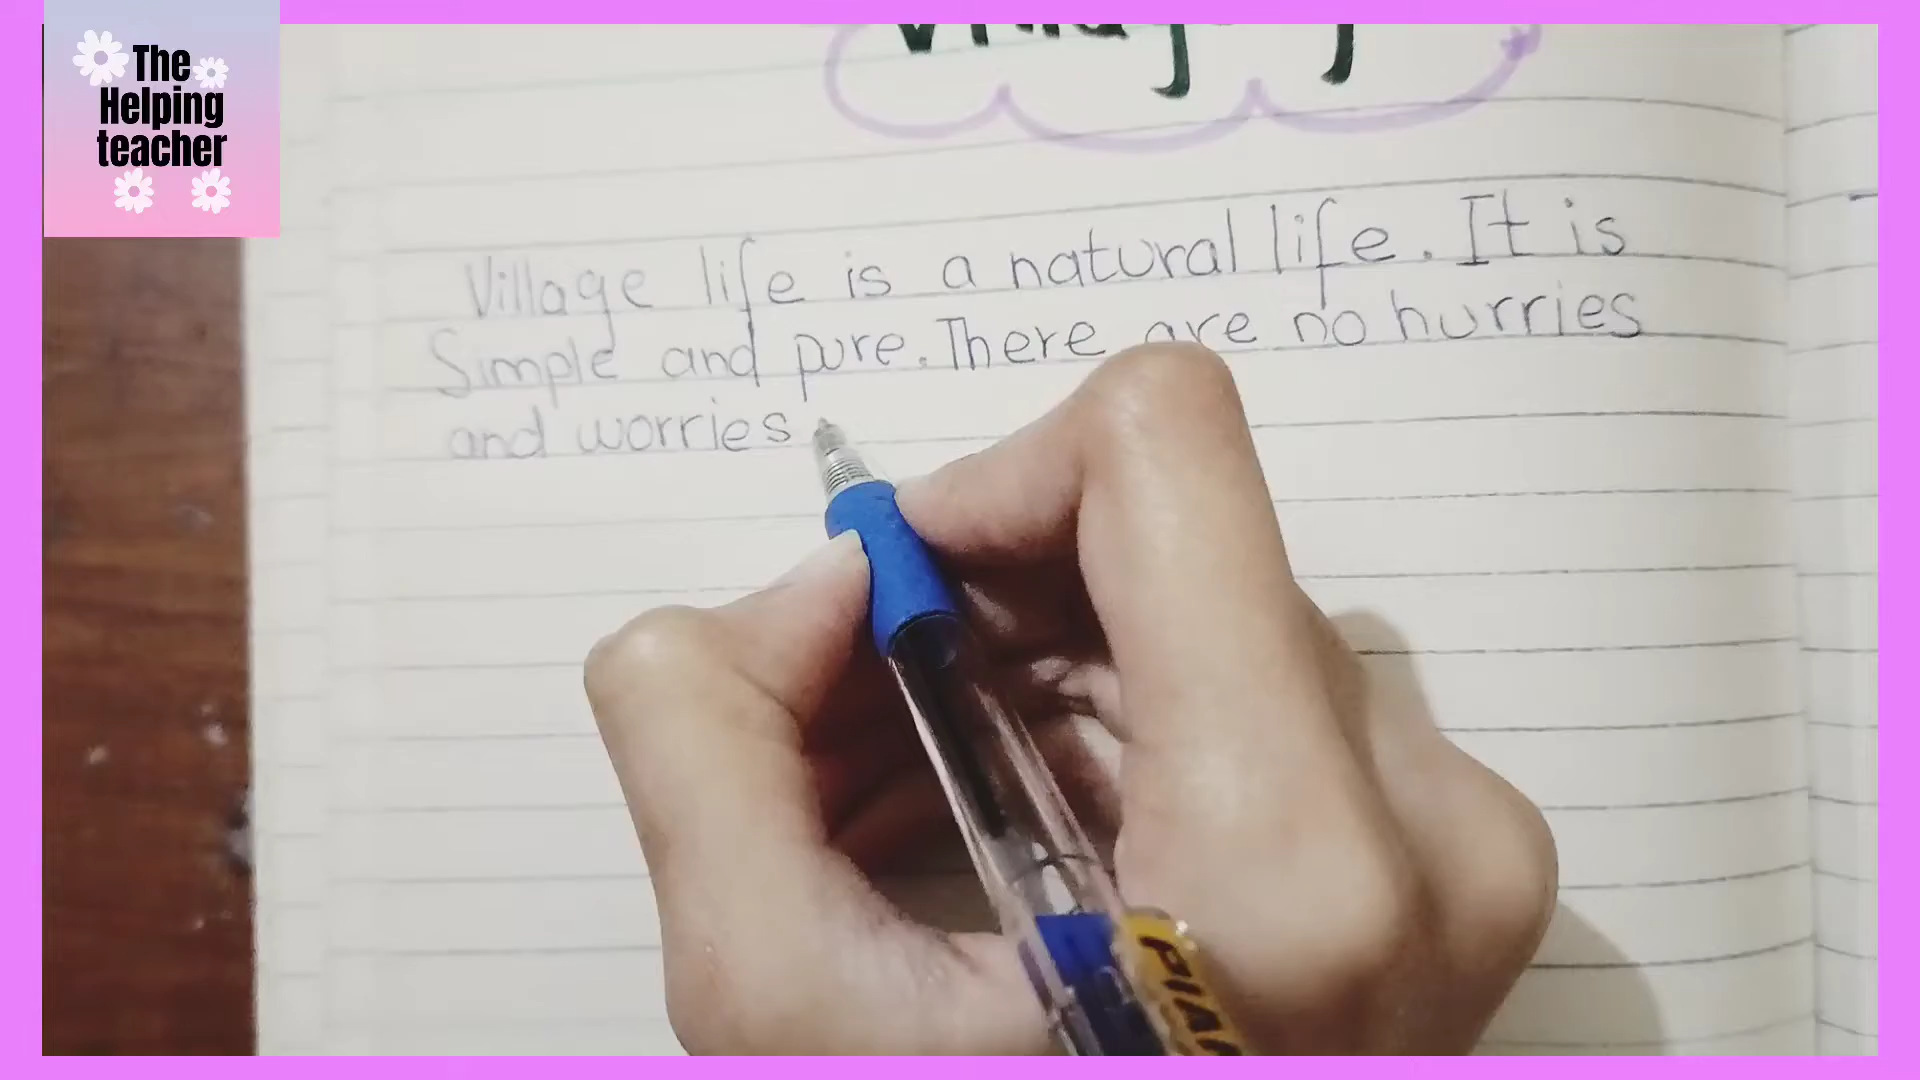 The
Helping
teacher
Village life is a natural life. It is
Simple and pure. There are no hurries
and worries